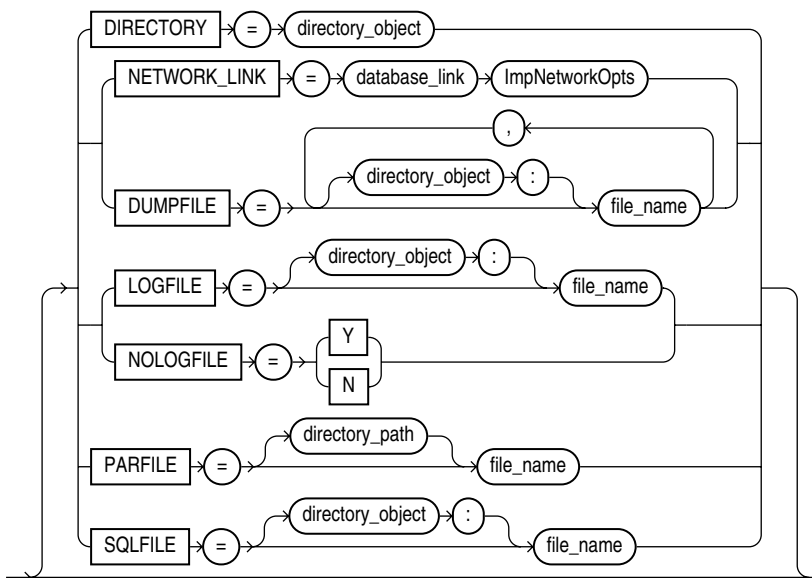 DIRECTORY = directory_object
NETWORK_LINK = database_link ImpNetworkOpts
,
directory_object :
DUMPFILE = file_name
directory_object :
LOGFILE = file_name
Y
NOLOGFILE =
N
directory_path
PARFILE = file_name
directory_object :
SQLFILE = file_name